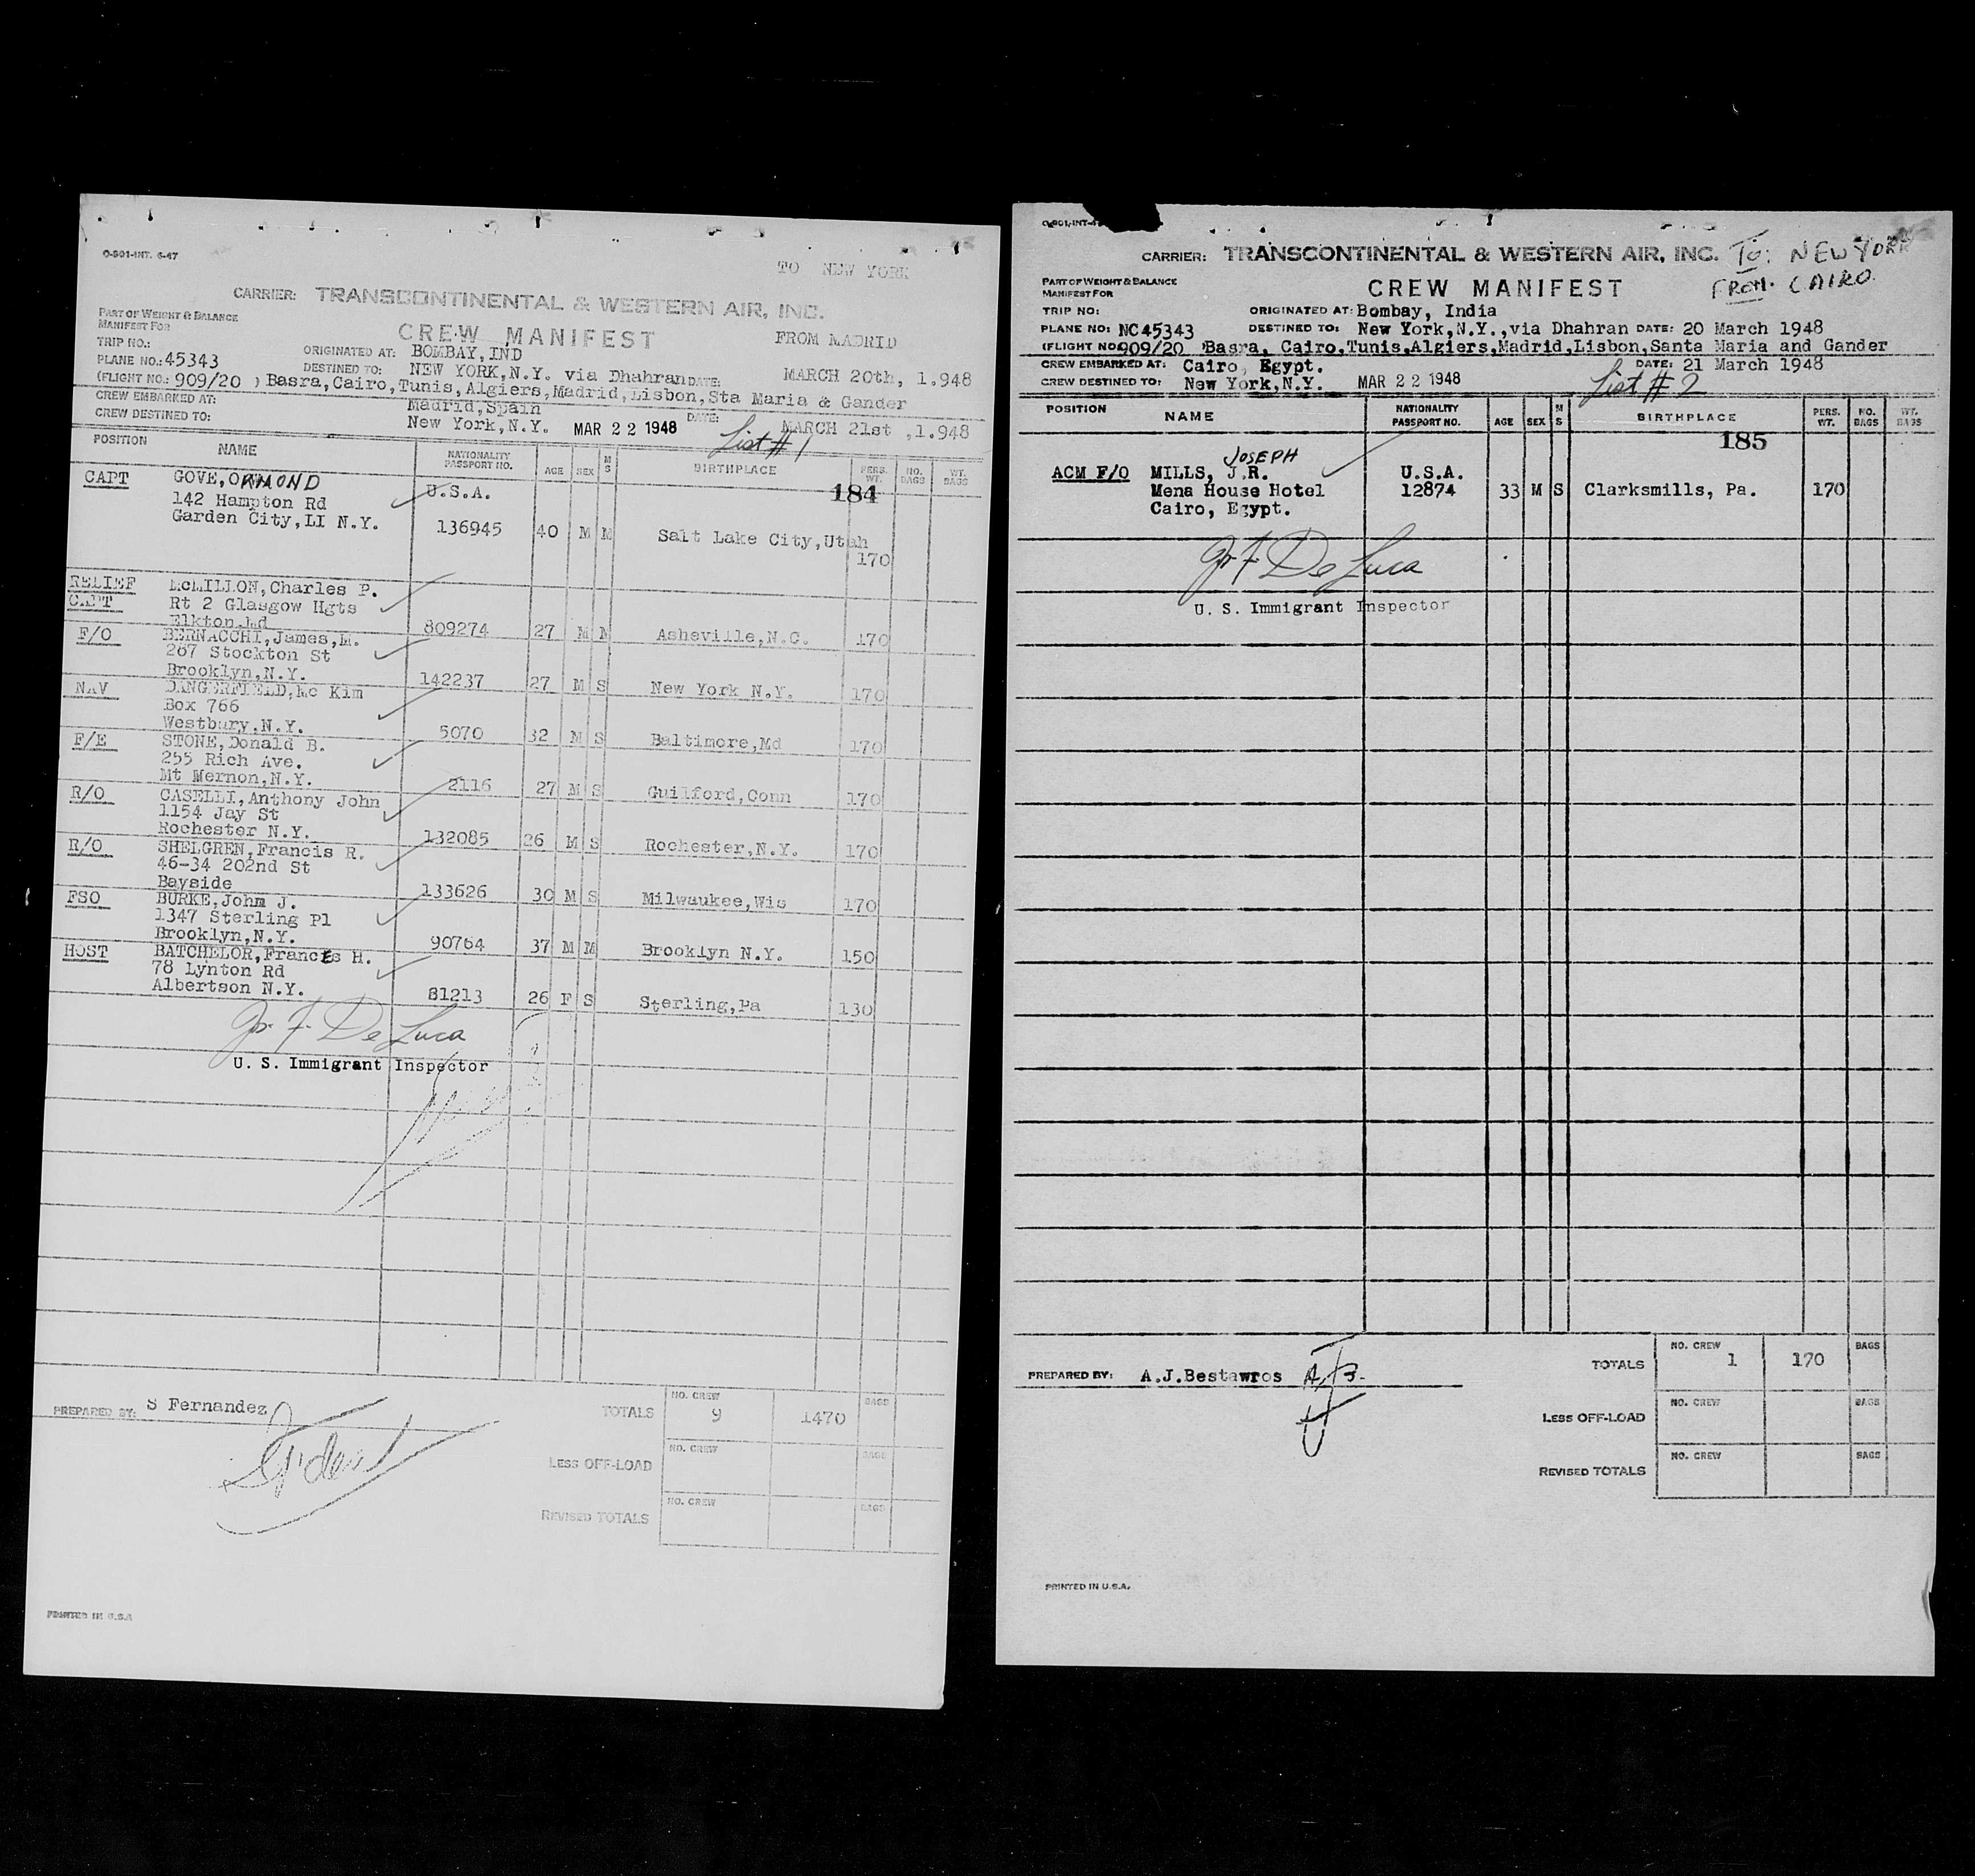 O-901-INT. 6-47
TO NEW YORK
CARRIER: TRANSCONTINENTAL & WESTERN AIR, INC.
PART OF WEIGHT & BALANCE
MANIFEST FOR
CREW MANIFEST
FROM MADRID
TRIP NO.:
ORIGINATED AT: BOMBAY, IND
PLANE NO.: 45343
DESTINED TO: NEW YORK,N.Y. via Dhahran DATE: MARCH 20th, 1.948
(FLIGHT NO.: 909/20 ) Basra,Cairo,Tunis,Algiers,Madrid,Lisbon,Sta Maria & Gander
CREW EMBARKED AT: Madrid,Spain
CREW DESTINED TO: New York,N.Y. MAR 22 1948 DATE: MARCH 21st ,1.948
List # 1
POSITION NAME NATIONALITY PASSPORT NO. AGE SEX M S BIRTHPLACE PERS. WT. NO. BAGS WT. BAGS
184
CAPT GOVE,ORMOND U.S.A.
142 Hampton Rd
Garden City,LI N.Y. 136945 40 M M Salt Lake City,Utah
170
RELIEF McMILLON,Charles P.
CAPT Rt 2 Glasgow Hgts
Elkton,Md 809274 27 M M Asheville,N.C. 170
F/O BERNACCHI,James,M.
267 Stockton St
Brooklyn,N.Y. 142237 27 M S New York N.Y. 170
NAV DANGERFIELD,Mc Kim
Box 766
Westbury,N.Y. 5070 32 M S Baltimore,Md 170
F/E STONE,Donald B.
255 Rich Ave.
Mt Mernon,N.Y. 2116 27 M S Guilford,Conn 170
R/O CASELLI,Anthony John
1154 Jay St
Rochester N.Y. 132085 26 M S Rochester,N.Y. 170
R/O SHELGREN,Francis R.
46-34 202nd St
Bayside 133626 30 M S Milwaukee,Wis 170
FSO BURKE,John J.
1347 Sterling Pl
Brooklyn,N.Y. 90764 37 M M Brooklyn N.Y. 150
HOST BATCHELOR,Frances H.
78 Lynton Rd
Albertson N.Y. 81213 26 F S Sterling,Pa 130
Jos. F. De Luca
U. S. Immigrant Inspector
PREPARED BY: S Fernandez
TOTALS NO. CREW 9 1470 BAGS
LESS OFF-LOAD NO. CREW BAGS
REVISED TOTALS NO. CREW BAGS
PRINTED IN U.S.A
CARRIER: TRANSCONTINENTAL & WESTERN AIR, INC. To: NEW YORK
PART OF WEIGHT & BALANCE
MANIFEST FOR
CREW MANIFEST FROM. CAIRO.
TRIP NO: ORIGINATED AT: Bombay, India
PLANE NO: NC45343 DESTINED TO: New York,N.Y.,via Dhahran DATE: 20 March 1948
(FLIGHT NO. 909/20 ) Basra, Cairo,Tunis,Algiers,Madrid,Lisbon,Santa Maria and Gander
CREW EMBARKED AT: Cairo, Egypt. DATE: 21 March 1948
CREW DESTINED TO: New York,N.Y. MAR 22 1948 List # 2
POSITION NAME NATIONALITY PASSPORT NO. AGE SEX M S BIRTHPLACE PERS. WT. NO. BAGS WT. BAGS
185
JOSEPH
ACM F/O MILLS, J.R. U.S.A.
Mena House Hotel 12874 33 M S Clarksmills, Pa. 170
Cairo, Egypt.
Jos. F. De Luca
U. S. Immigrant Inspector
PREPARED BY: A.J.Bestawros
TOTALS NO. CREW 1 170 BAGS
LESS OFF-LOAD NO. CREW BAGS
REVISED TOTALS NO. CREW BAGS
PRINTED IN U.S.A.